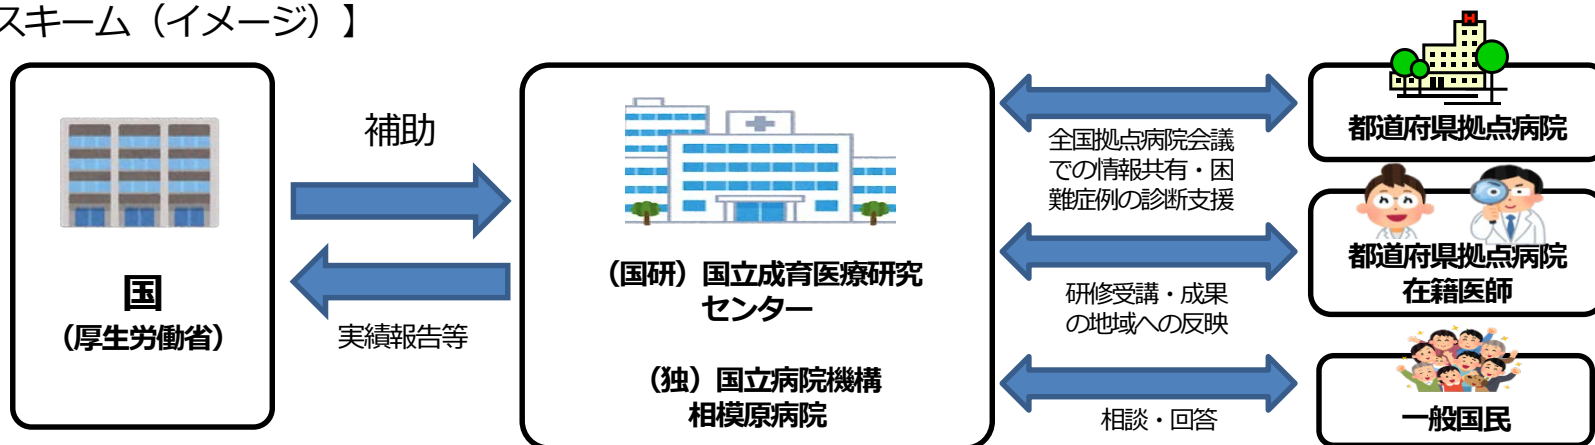 スキーム（イメージ）】
国
（厚生労働省）
補助
実績報告等
（国研）国立成育医療研究
センター
（独）国立病院機構
相模原病院
全国拠点病院会議
での情報共有・困
難症例の診断支援
研修受講・成果
の地域への反映
相談・回答
H
都道府県拠点病院
都道府県拠点病院
在籍医師
一般国民